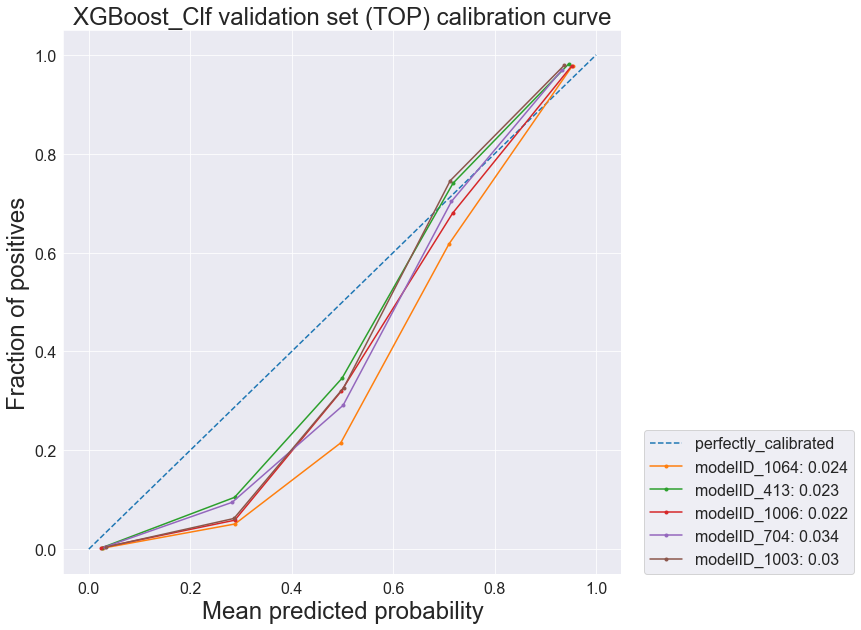 XGBoost_Clf validation set (TOP) calibration curve
Fraction of positives
1.0
0.8
0.6
0.4
0.2
0.0
0.0 0.2 0.4 0.6 0.8 1.0
Mean predicted probability
perfectly_calibrated
modelID_1064: 0.024
modelID_413: 0.023
modelID_1006: 0.022
modelID_704: 0.034
modelID_1003: 0.03